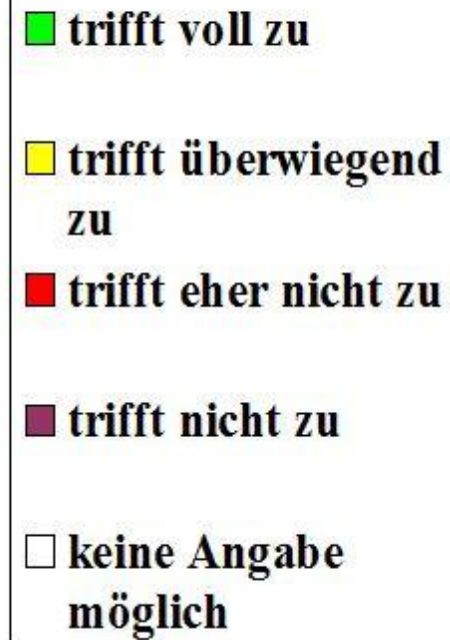 trifft voll zu
trifft überwiegend
zu
trifft eher nicht zu
trifft nicht zu
keine Angabe
möglich